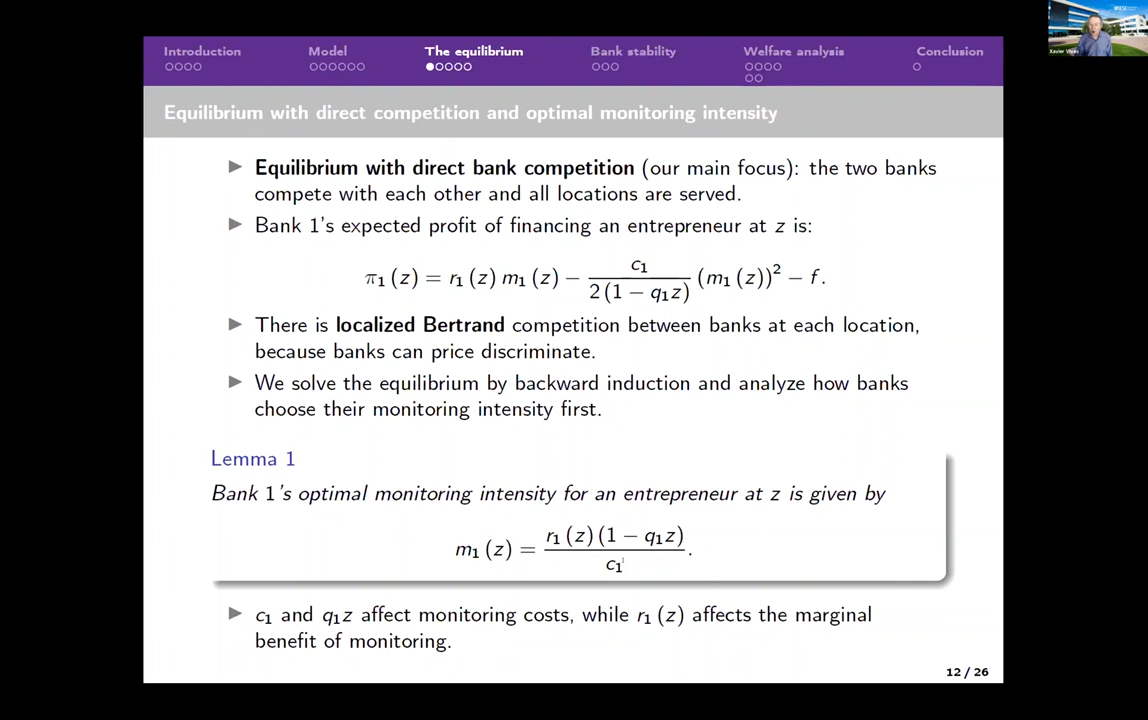 Introduction Model The equilibrium Bank stability Welfare analysis Conclusion
Equilibrium with direct competition and optimal monitoring intensity
Equilibrium with direct bank competition (our main focus): the two banks
compete with each other and all locations are served.
Bank 1's expected profit of financing an entrepreneur at z is:
π₁ (z) = r₁ (z) m₁ (z) − c₁ / 2 (1 − q₁z) (m₁ (z))² − f.
There is localized Bertrand competition between banks at each location,
because banks can price discriminate.
We solve the equilibrium by backward induction and analyze how banks
choose their monitoring intensity first.
Lemma 1
Bank 1's optimal monitoring intensity for an entrepreneur at z is given by
m₁ (z) = r₁ (z) (1 − q₁z) / c₁.
c₁ and q₁z affect monitoring costs, while r₁ (z) affects the marginal
benefit of monitoring.
12 / 26
Xavier Vives